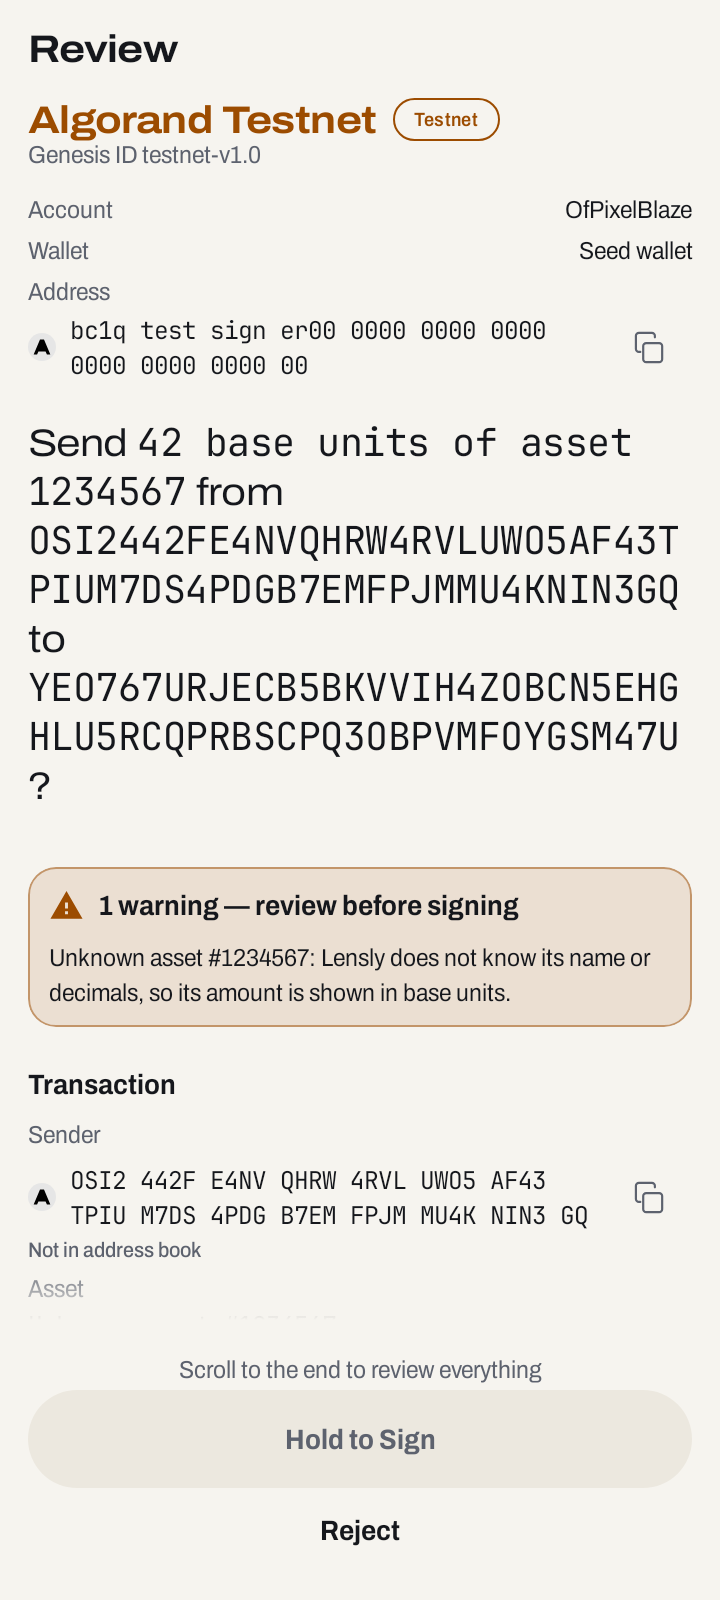 Review
Algorand Testnet
Testnet
Genesis ID testnet-v1.0
Account
OfPixelBlaze
Wallet
Seed wallet
Address
bc1q test sign er00 0000 0000 0000
0000 0000 0000 00
Send 42 base units of asset
1234567 from
OSI2442FE4NVQHRW4RVLUWO5AF43T
PIUM7DS4PDGB7EMFPJMMU4KNIN3GQ
to
YEO767URJECB5BKVVIH4ZOBCN5EHG
HLU5RCQPRBSCPQ3OBPVMFOYGSM47U
?
1 warning — review before signing
Unknown asset #1234567: Lensly does not know its name or
decimals, so its amount is shown in base units.
Transaction
Sender
OSI2 442F E4NV QHRW 4RVL UWO5 AF43
TPIU M7DS 4PDG B7EM FPJM MU4K NIN3 GQ
Not in address book
Asset
Scroll to the end to review everything
Hold to Sign
Reject